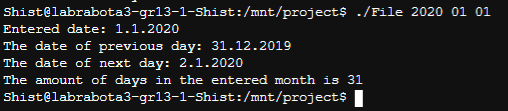 Shist@labrabota3-gr13-1-Shist:/mnt/project$ ./File 2020 01 01
Entered date: 1.1.2020
The date of previous day: 31.12.2019
The date of next day: 2.1.2020
The amount of days in the entered month is 31
Shist@labrabota3-gr13-1-Shist:/mnt/project$